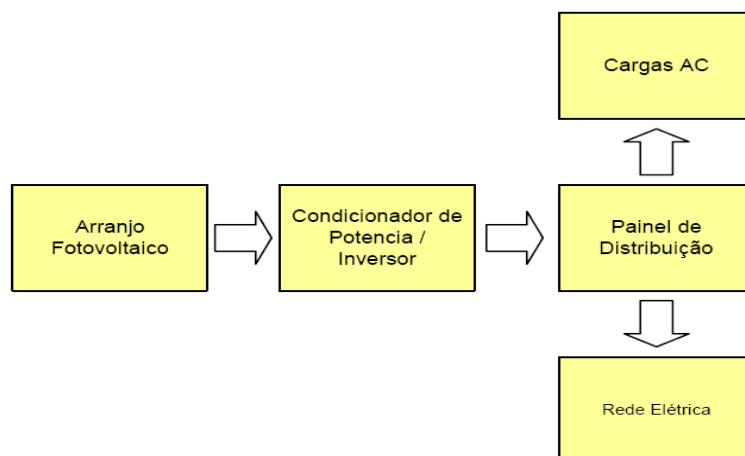 Cargas AC
Arranjo
Fotovoltaico
Condicionador de
Potencia /
Inversor
Painel de
Distribuição
Rede Elétrica